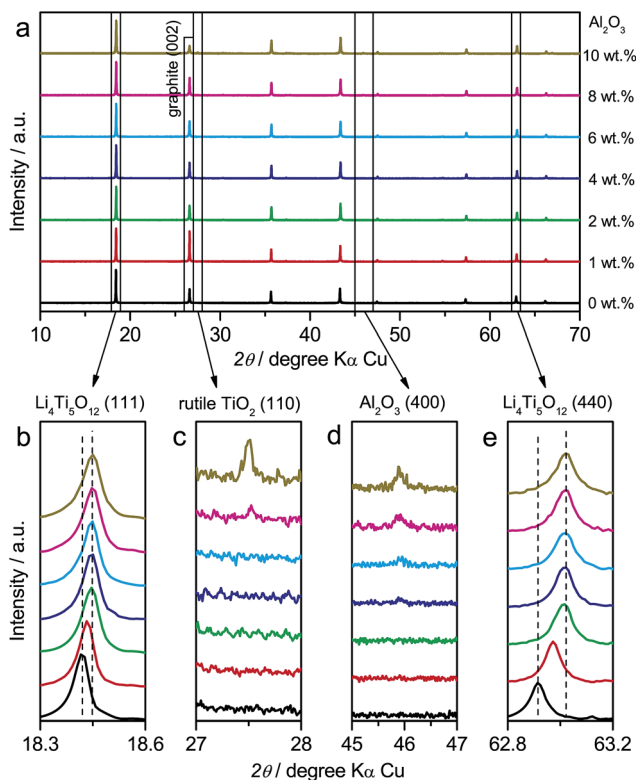 a
Al₂O₃
Intensity / a.u.
graphite (002)
10 wt.%
8 wt.%
6 wt.%
4 wt.%
2 wt.%
1 wt.%
0 wt.%
10 20 30 40 50 60 70
2θ / degree Kα Cu
Li₄Ti₅O₁₂ (111)
rutile TiO₂ (110)
Al₂O₃ (400)
Li₄Ti₅O₁₂ (440)
b
c
d
e
Intensity / a.u.
18.3 18.6
27 28
45 46 47
62.8 63.2
2θ / degree Kα Cu